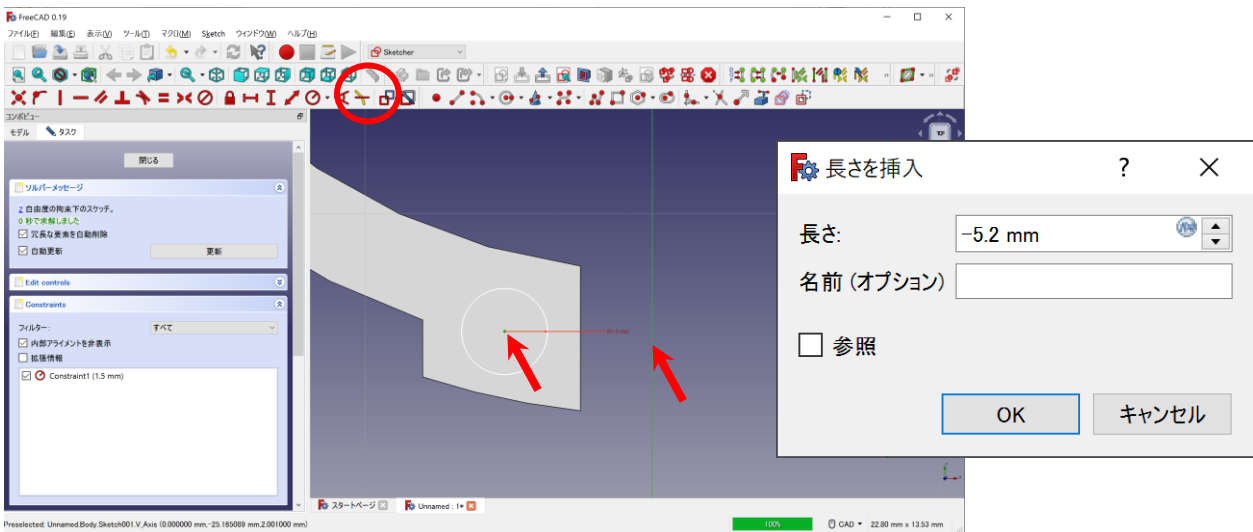 FreeCAD 0.19
ファイル(F) 編集(E) 表示(V) ツール(T) マクロ(M) Sketch ウィンドウ(W) ヘルプ(H)
Sketcher
コンボビュー
モデル タスク
閉じる
ソルバーメッセージ
2 自由度の拘束下のスケッチ。
0 秒で求解しました
冗長な要素を自動削除
自動更新 更新
Edit controls
Constraints
フィルター: すべて
内部アライメントを非表示
拡張情報
Constraint1 (1.5 mm)
TOP
R1.5 mm
長さを挿入 ? ×
長さ: -5.2 mm
名前 (オプション)
参照
OK キャンセル
スタートページ Unnamed : 1*
Preselected: Unnamed.Body.Sketch001.V_Axis (0.000000 mm,-25.165089 mm,2.001000 mm) 100% CAD 22.80 mm x 13.53 mm